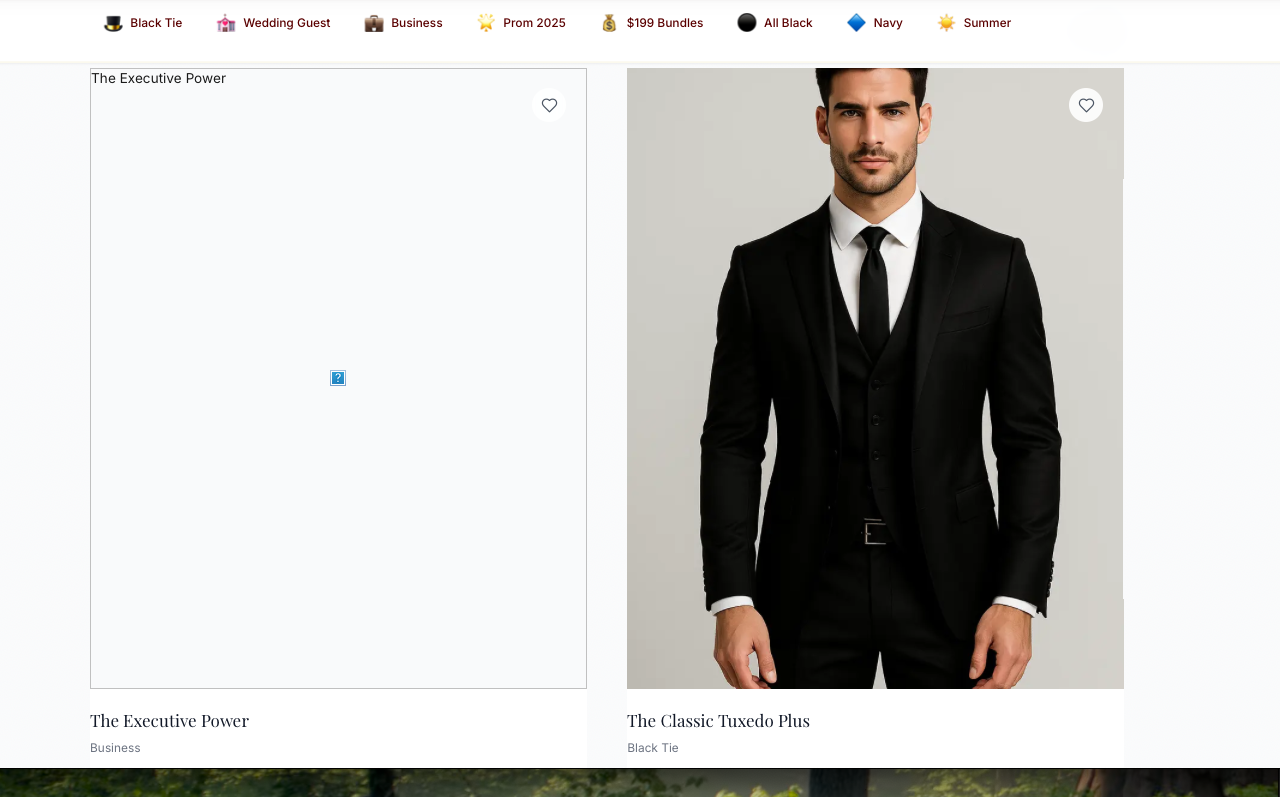 Black Tie
Wedding Guest
Business
Prom 2025
$199 Bundles
All Black
Navy
Summer
The Executive Power
?
The Executive Power
Business
The Classic Tuxedo Plus
Black Tie